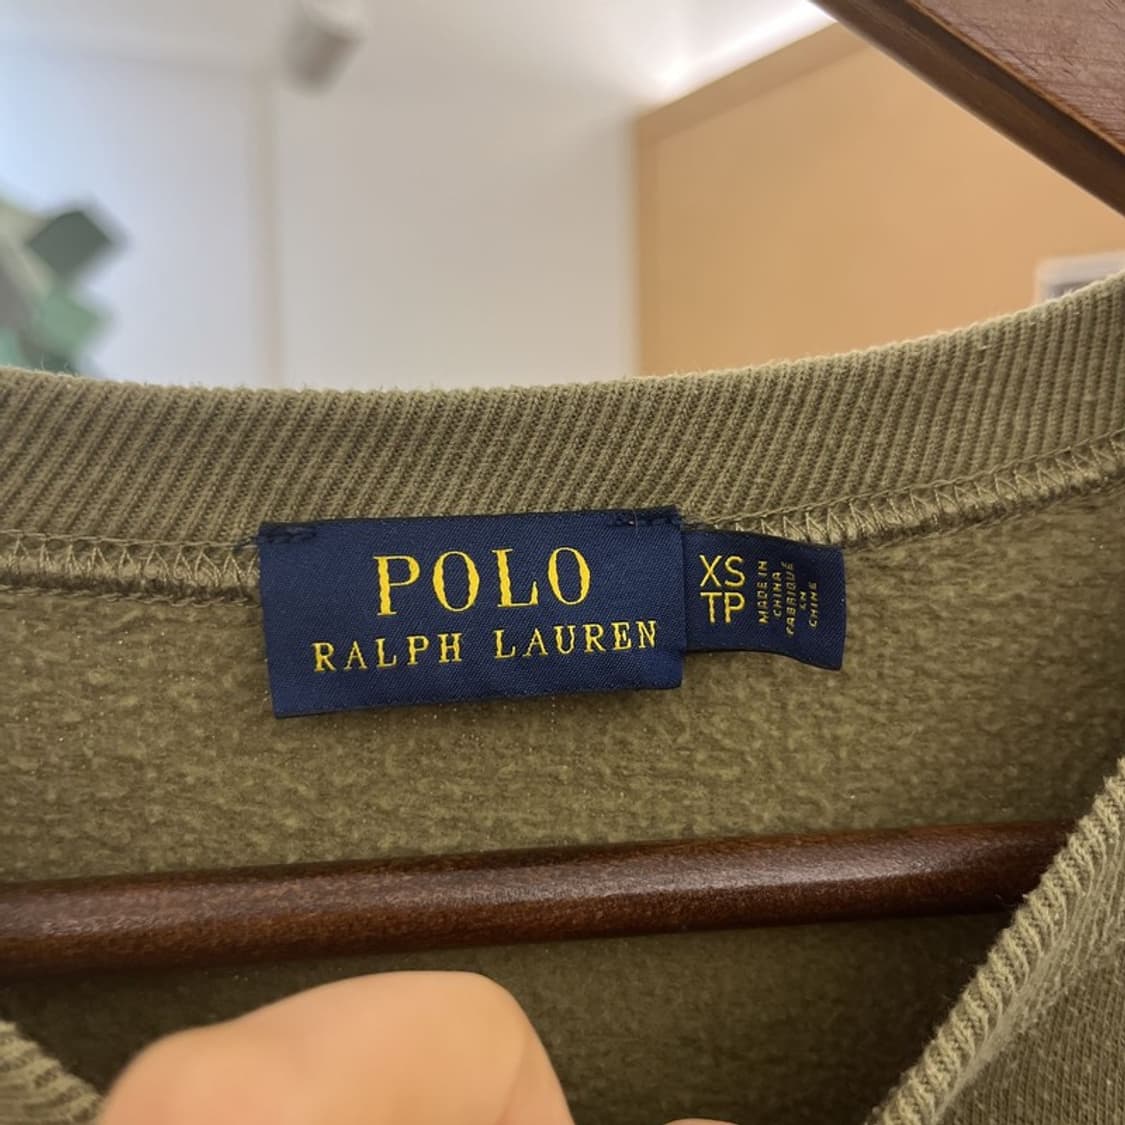 POLO
RALPH LAUREN
XS
TP
MADE IN
CHINA
FABRIQUÉ
EN
CHINE